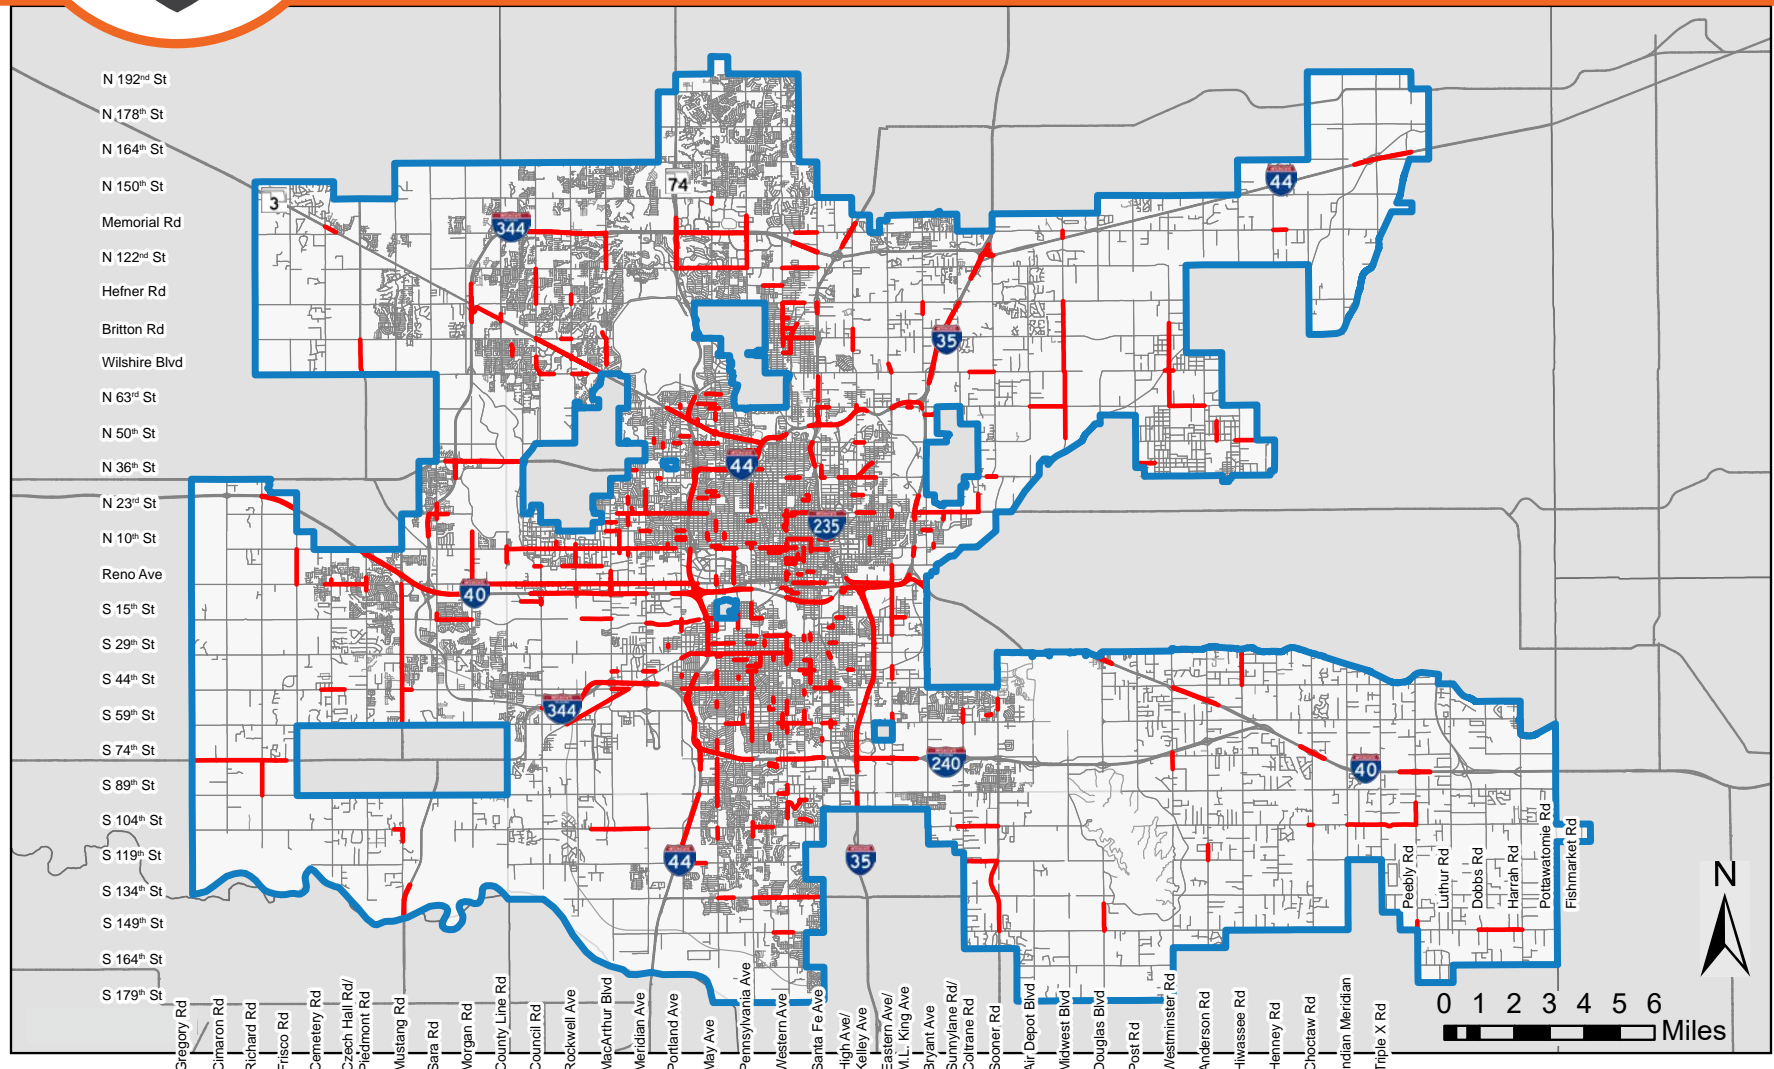 N 192nd St
N 178th St
N 164th St
N 150th St
Memorial Rd
N 122nd St
Hefner Rd
Britton Rd
Wilshire Blvd
N 63rd St
N 50th St
N 36th St
N 23rd St
N 10th St
Reno Ave
S 15th St
S 29th St
S 44th St
S 59th St
S 74th St
S 89th St
S 104th St
S 119th St
S 134th St
S 149th St
S 164th St
S 179th St
3
74
344
44
35
44
235
40
344
240
40
44
35
Gregory Rd
Cimarron Rd
Richard Rd
Frisco Rd
Cemetery Rd
Czech Hall Rd/
Piedmont Rd
Mustang Rd
Sara Rd
Morgan Rd
County Line Rd
Council Rd
Rockwell Ave
MacArthur Blvd
Meridian Ave
Portland Ave
May Ave
Pennsylvania Ave
Western Ave
Santa Fe Ave
High Ave/
Kelley Ave
Eastern Ave/
M.L. King Ave
Bryant Ave
Sunnylane Rd/
Coltrane Rd
Sooner Rd
Air Depot Blvd
Midwest Blvd
Douglas Blvd
Post Rd
Westminster Rd
Anderson Rd
Hiwassee Rd
Henney Rd
Choctaw Rd
Indian Meridian
Triple X Rd
Peebly Rd
Luthur Rd
Dobbs Rd
Harrah Rd
Pottawatomie Rd
Fishmarket Rd
N
0 1 2 3 4 5 6
Miles